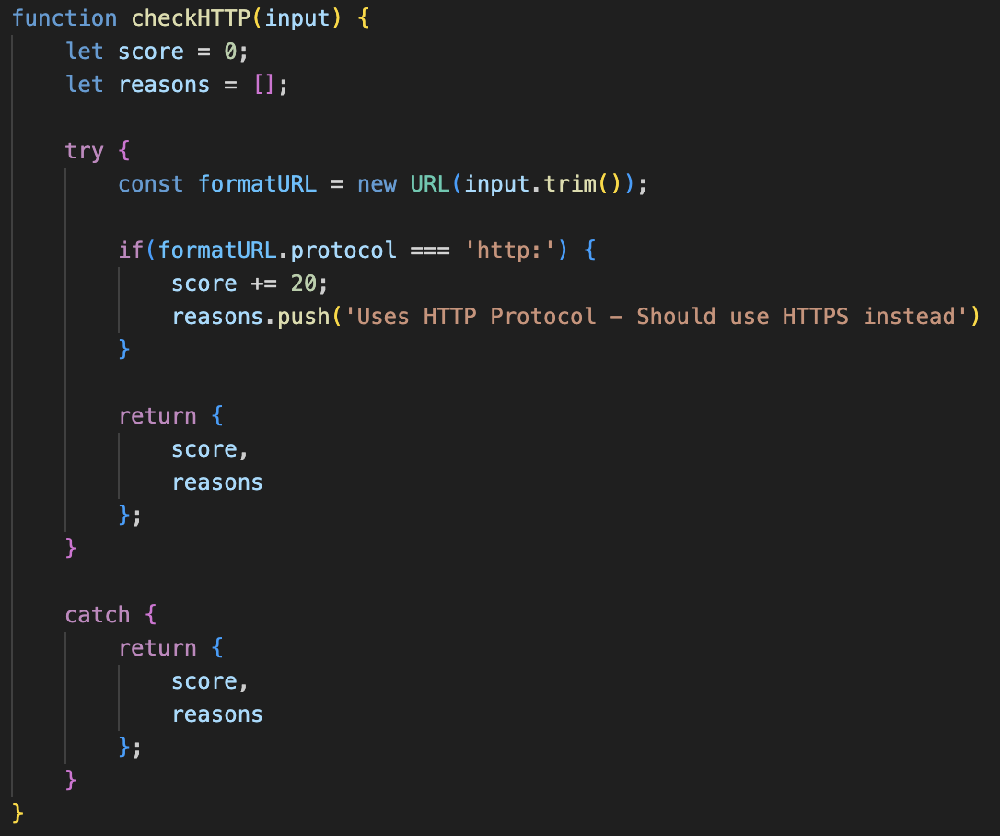 function checkHTTP(input) {
    let score = 0;
    let reasons = [];

    try {
        const formatURL = new URL(input.trim());

        if(formatURL.protocol === 'http:') {
            score += 20;
            reasons.push('Uses HTTP Protocol – Should use HTTPS instead')
        }

        return {
            score,
            reasons
        };
    }

    catch {
        return {
            score,
            reasons
        };
    }
}